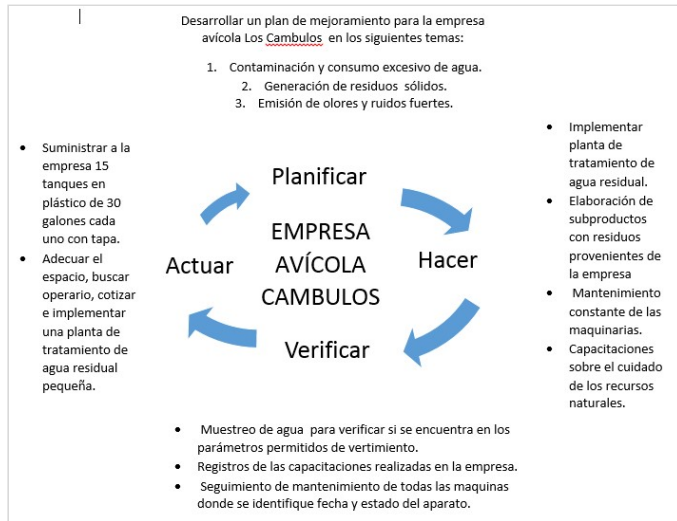 Desarrollar un plan de mejoramiento para la empresa
avícola Los Cambulos en los siguientes temas:
1. Contaminación y consumo excesivo de agua.
2. Generación de residuos sólidos.
3. Emisión de olores y ruidos fuertes.
• Suministrar a la
empresa 15
tanques en
plástico de 30
galones cada
uno con tapa.
• Adecuar el
espacio, buscar
operario, cotizar
e implementar
una planta de
tratamiento de
agua residual
pequeña.
Planificar
EMPRESA
AVÍCOLA
CAMBULOS
Actuar
Hacer
Verificar
• Implementar
planta de
tratamiento de
agua residual.
• Elaboración de
subproductos
con residuos
provenientes de
la empresa
• Mantenimiento
constante de las
maquinarias.
• Capacitaciones
sobre el cuidado
de los recursos
naturales.
• Muestreo de agua para verificar si se encuentra en los
parámetros permitidos de vertimiento.
• Registros de las capacitaciones realizadas en la empresa.
• Seguimiento de mantenimiento de todas las maquinas
donde se identifique fecha y estado del aparato.